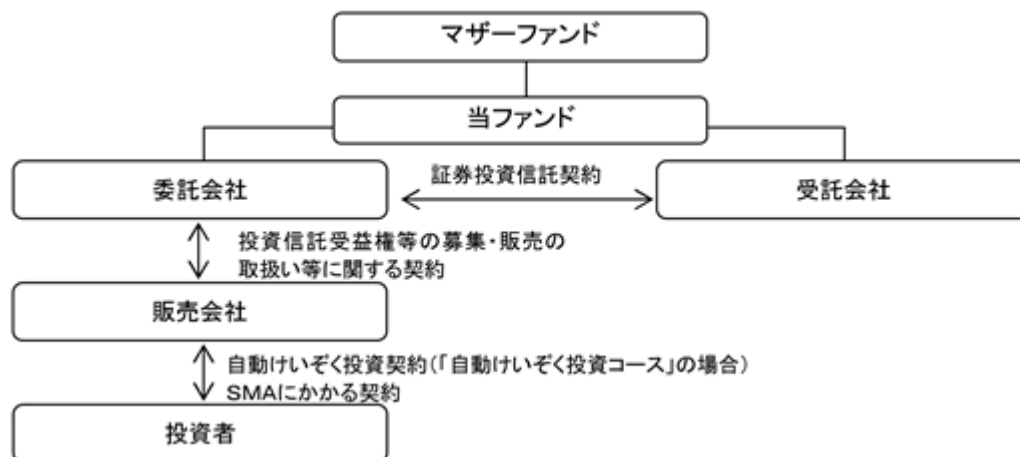 マザーファンド
当ファンド
委託会社
証券投資信託契約
受託会社
投資信託受益権等の募集・販売の
取扱い等に関する契約
販売会社
自動けいぞく投資契約(「自動けいぞく投資コース」の場合)
SMAにかかる契約
投資者